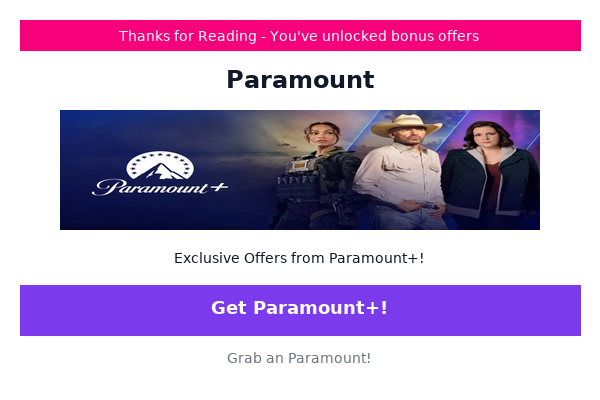 Thanks for Reading - You've unlocked bonus offers
Paramount
Paramount+
Exclusive Offers from Paramount+!
Get Paramount+!
Grab an Paramount!